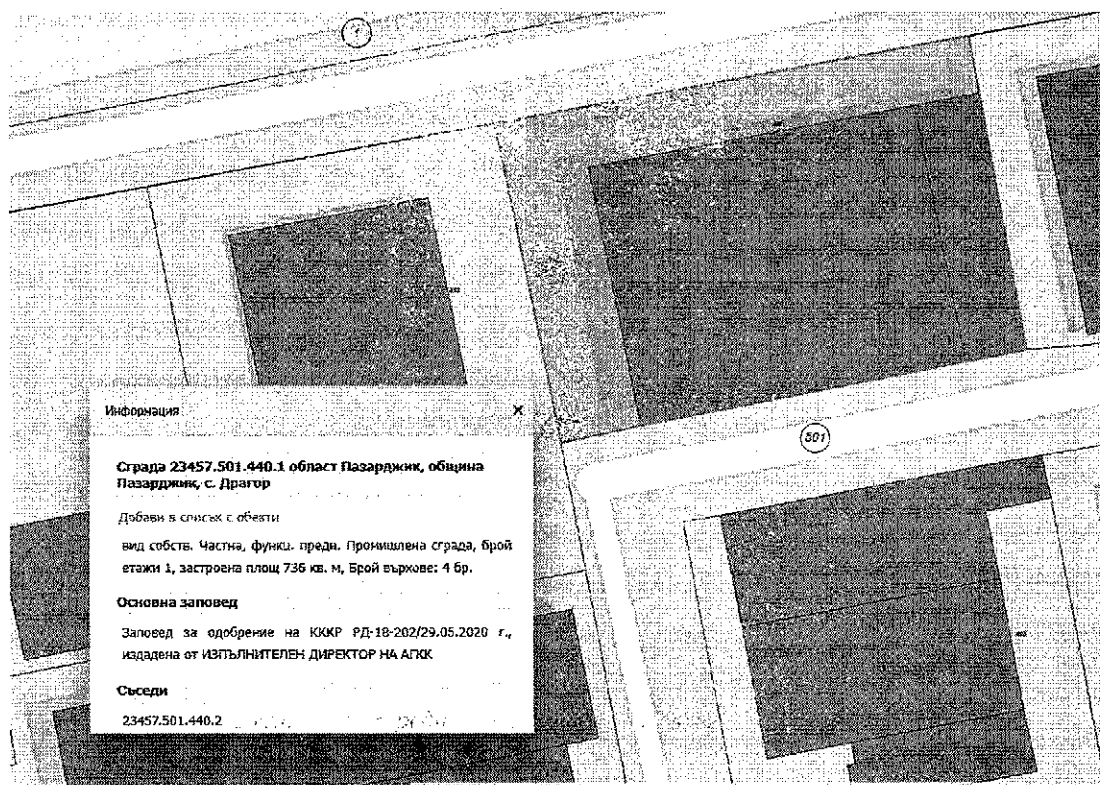 Информация
×
Сграда 23457.501.440.1 област Пазарджик, община
Пазарджик, с. Драгор
Добави в списък с обекти
вид собств. Частна, функц. предн. Промишлена сграда, брой
етажи 1, застроена площ 736 кв. м, Брой върхове: 4 бр.
Основна заповед
Заповед за одобрение на КККР РД-18-202/29.05.2020 г.,
издадена от ИЗПЪЛНИТЕЛЕН ДИРЕКТОР НА АГКК
Съседи
23457.501.440.2
501